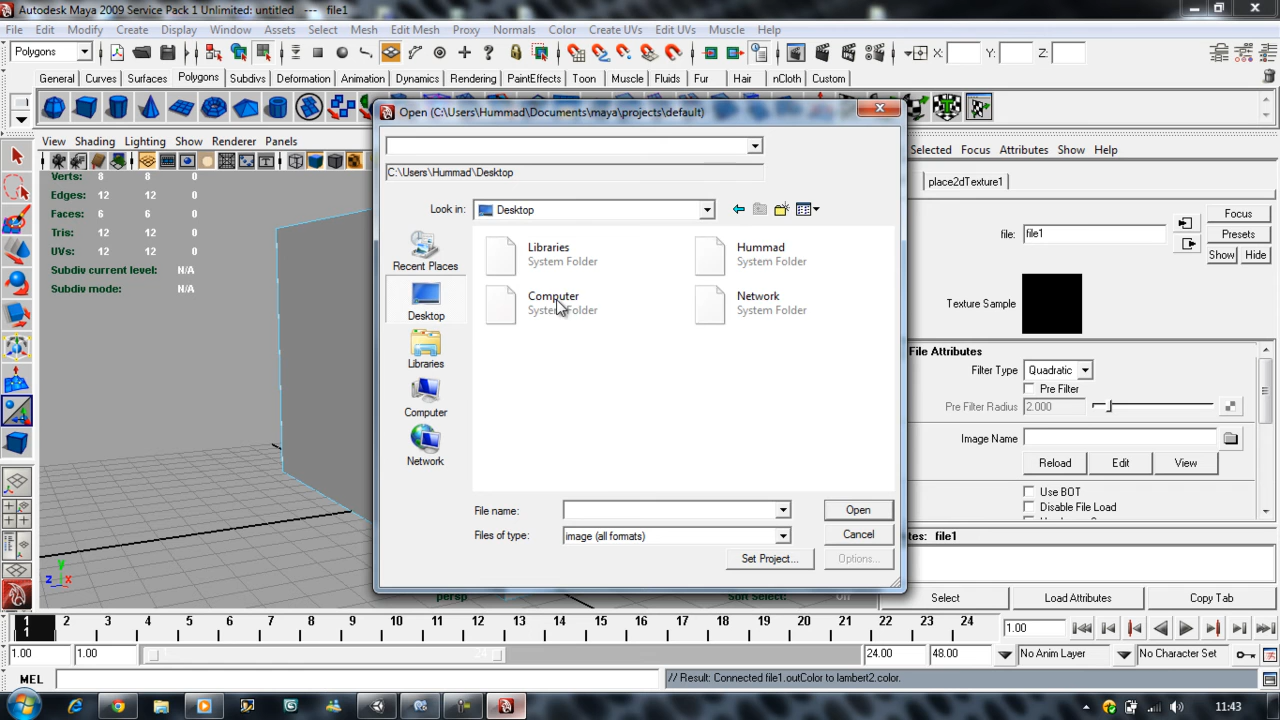 Autodesk Maya 2009 Service Pack 1 Unlimited: untitled --- file1
File Edit Modify Create Display Window Assets Select Mesh Edit Mesh Proxy Normals Color Create UVs Edit UVs Muscle Help
Polygons X: Y: Z:
General Curves Surfaces Polygons Subdivs Deformation Animation Dynamics Rendering PaintEffects Toon Muscle Fluids Fur Hair nCloth Custom
View Shading Lighting Show Renderer Panels
Verts: 8 8 0
Edges: 12 12 0
Faces: 6 6 0
Tris: 12 12 0
UVs: 12 12 0
Subdiv current level: N/A
Subdiv mode: N/A
persp
Soft Select: Off
Open (C:\Users\Hummad\Documents\maya\projects\default)
C:\Users\Hummad\Desktop
Look in: Desktop
Recent Places
Desktop
Libraries
Computer
Network
Libraries
System Folder
Hummad
System Folder
Computer
System Folder
Network
System Folder
File name: Open
Files of type: image (all formats) Cancel
Set Project... Options...
Selected Focus Attributes Show Help
place2dTexture1
file: file1
Focus
Presets
Show Hide
Texture Sample
File Attributes
Filter Type Quadratic
Pre Filter
Pre Filter Radius 2.000
Image Name
Reload Edit View
Use BOT
Disable File Load
tes: file1
Select Load Attributes Copy Tab
1 2 3 4 5 6 7 8 9 10 11 12 13 14 15 16 17 18 19 20 21 22 23 24
1 1.00
1.00 1.00 24 24.00 48.00 No Anim Layer No Character Set
MEL // Result: Connected file1.outColor to lambert2.color.
11:43